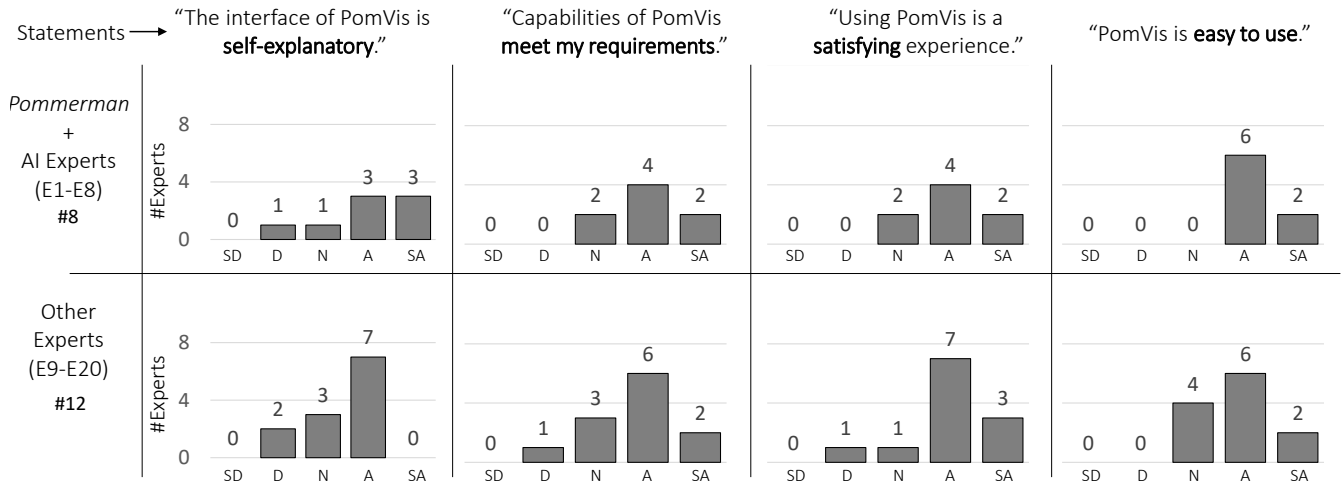 Statements
“The interface of PomVis is
self-explanatory.”
“Capabilities of PomVis
meet my requirements.”
“Using PomVis is a
satisfying experience.”
“PomVis is easy to use.”
Pommerman
+
AI Experts
(E1-E8)
#8
#Experts
8
4
0
0 1 1 3 3
SD D N A SA
0 0 2 4 2
SD D N A SA
0 0 2 4 2
SD D N A SA
0 0 0 6 2
SD D N A SA
Other
Experts
(E9-E20)
#12
#Experts
8
4
0
0 2 3 7 0
SD D N A SA
0 1 3 6 2
SD D N A SA
0 1 1 7 3
SD D N A SA
0 0 4 6 2
SD D N A SA